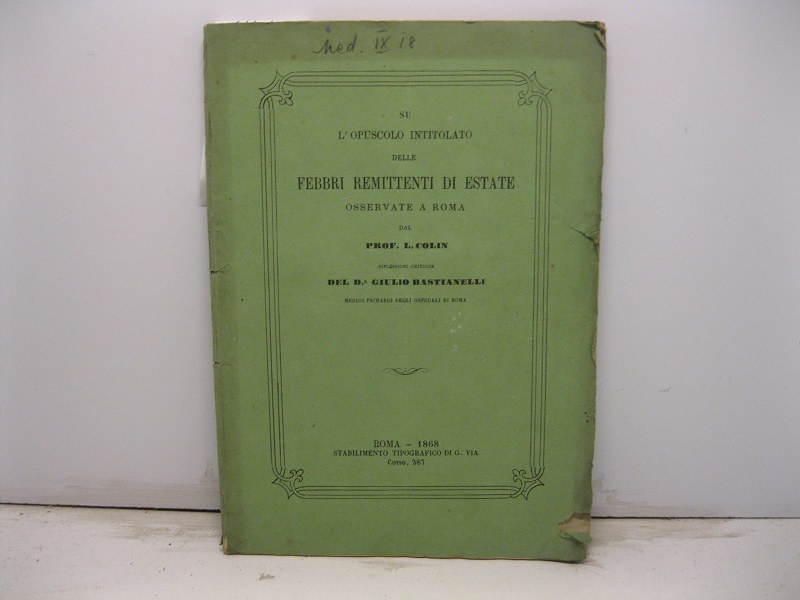 Med. IX 18
SU
L'OPUSCOLO INTITOLATO
DELLE
FEBBRI REMITTENTI DI ESTATE
OSSERVATE A ROMA
DAL
PROF. L. COLIN
RIFLESSIONI CRITICHE
DEL D.R GIULIO BASTIANELLI
MEDICO PRIMARIO DEGLI OSPEDALI DI ROMA
ROMA – 1868
STABILIMENTO TIPOGRAFICO DI G. VIA
Corso, 387